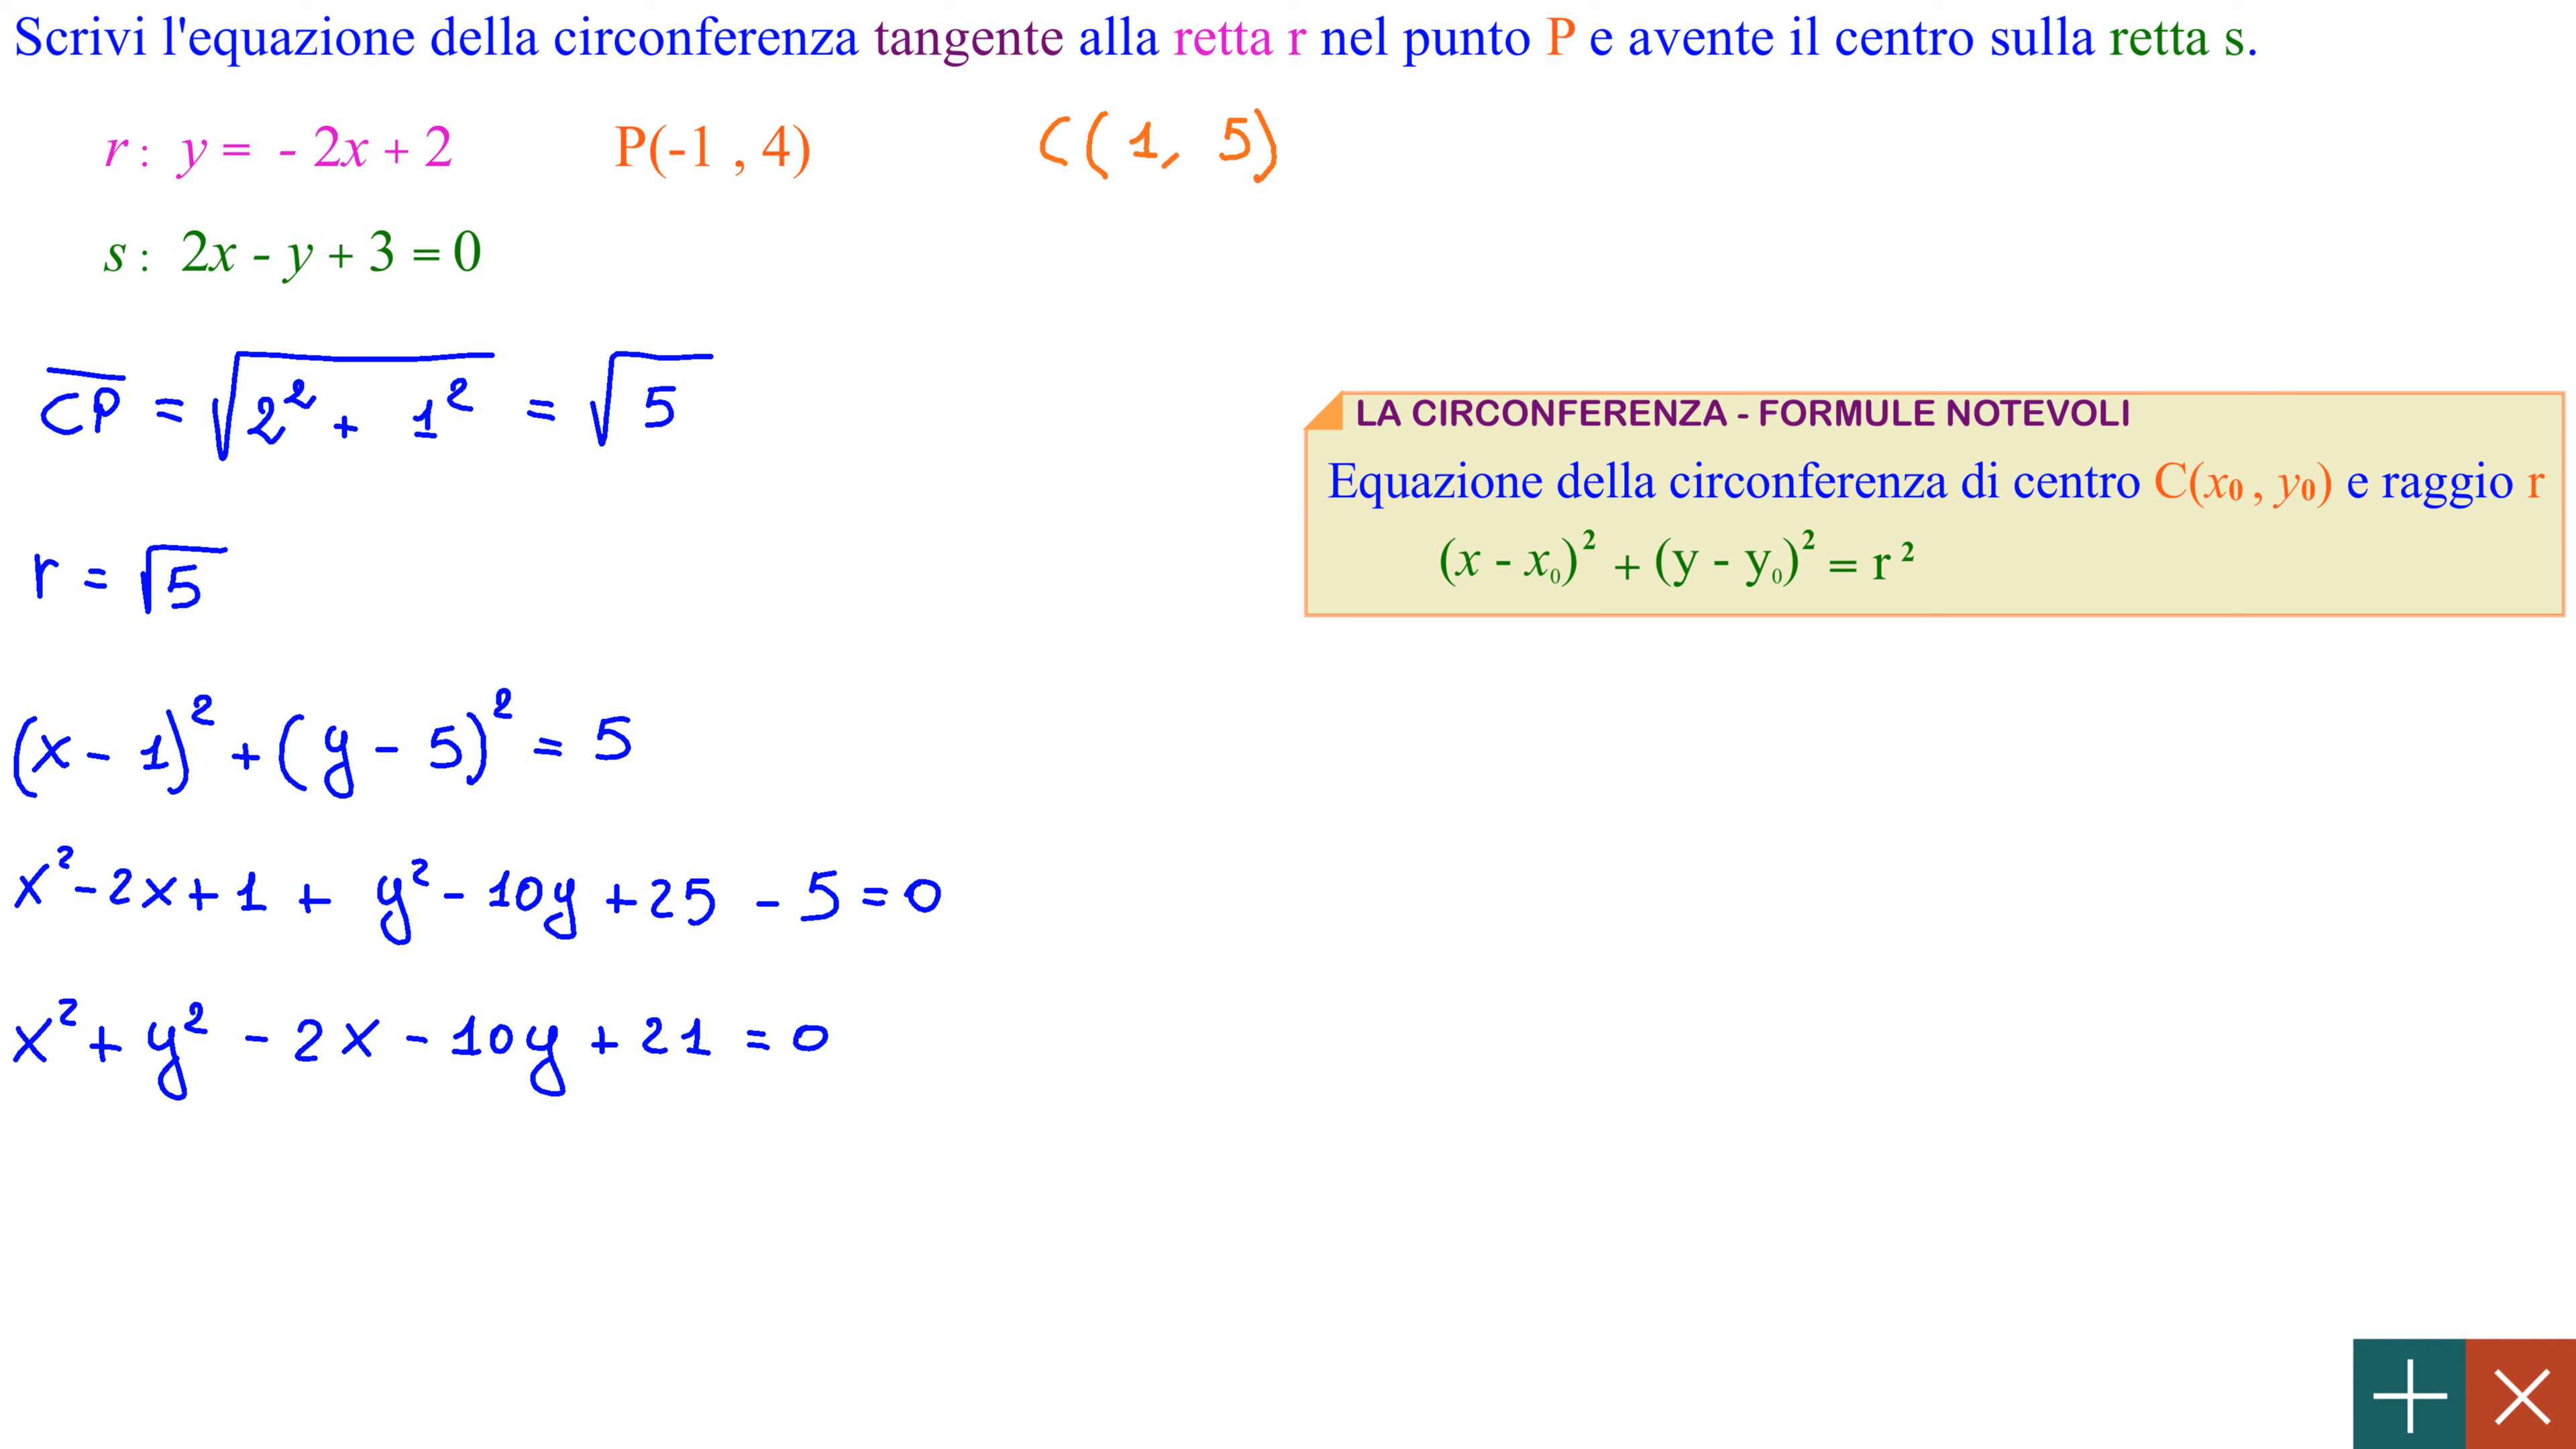 Scrivi l'equazione della circonferenza tangente alla retta r nel punto P e avente il centro sulla retta s.
r : y = - 2x + 2 P(-1 , 4) C(1, 5)
s : 2x - y + 3 = 0
C̅P̅ = √(2² + 1²) = √5
LA CIRCONFERENZA - FORMULE NOTEVOLI
Equazione della circonferenza di centro C(x₀ , y₀) e raggio r
(x - x₀)² + (y - y₀)² = r²
r = √5
(x - 1)² + (y - 5)² = 5
x² - 2x + 1 + y² - 10y + 25 - 5 = 0
x² + y² - 2x - 10y + 21 = 0